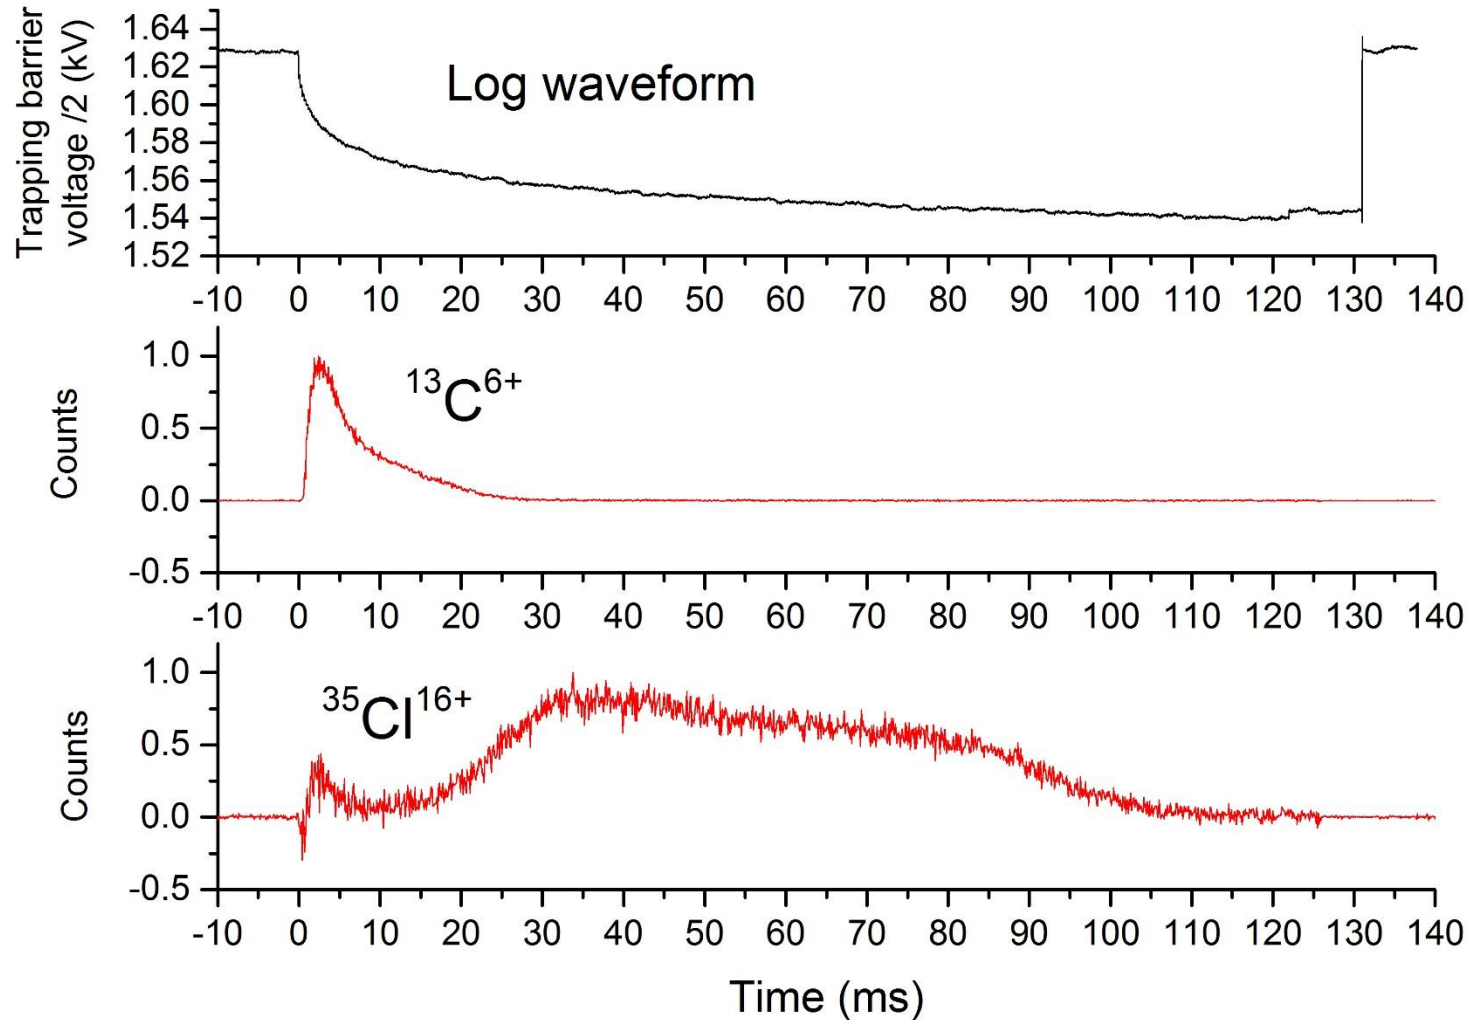 Trapping barrier
voltage /2 (kV)
1.64
1.62
1.60
1.58
1.56
1.54
1.52
Log waveform
-10 0 10 20 30 40 50 60 70 80 90 100 110 120 130 140
Counts
1.0
0.5
0.0
-0.5
¹³C⁶⁺
-10 0 10 20 30 40 50 60 70 80 90 100 110 120 130 140
Counts
1.0
0.5
0.0
-0.5
³⁵Cl¹⁶⁺
-10 0 10 20 30 40 50 60 70 80 90 100 110 120 130 140
Time (ms)